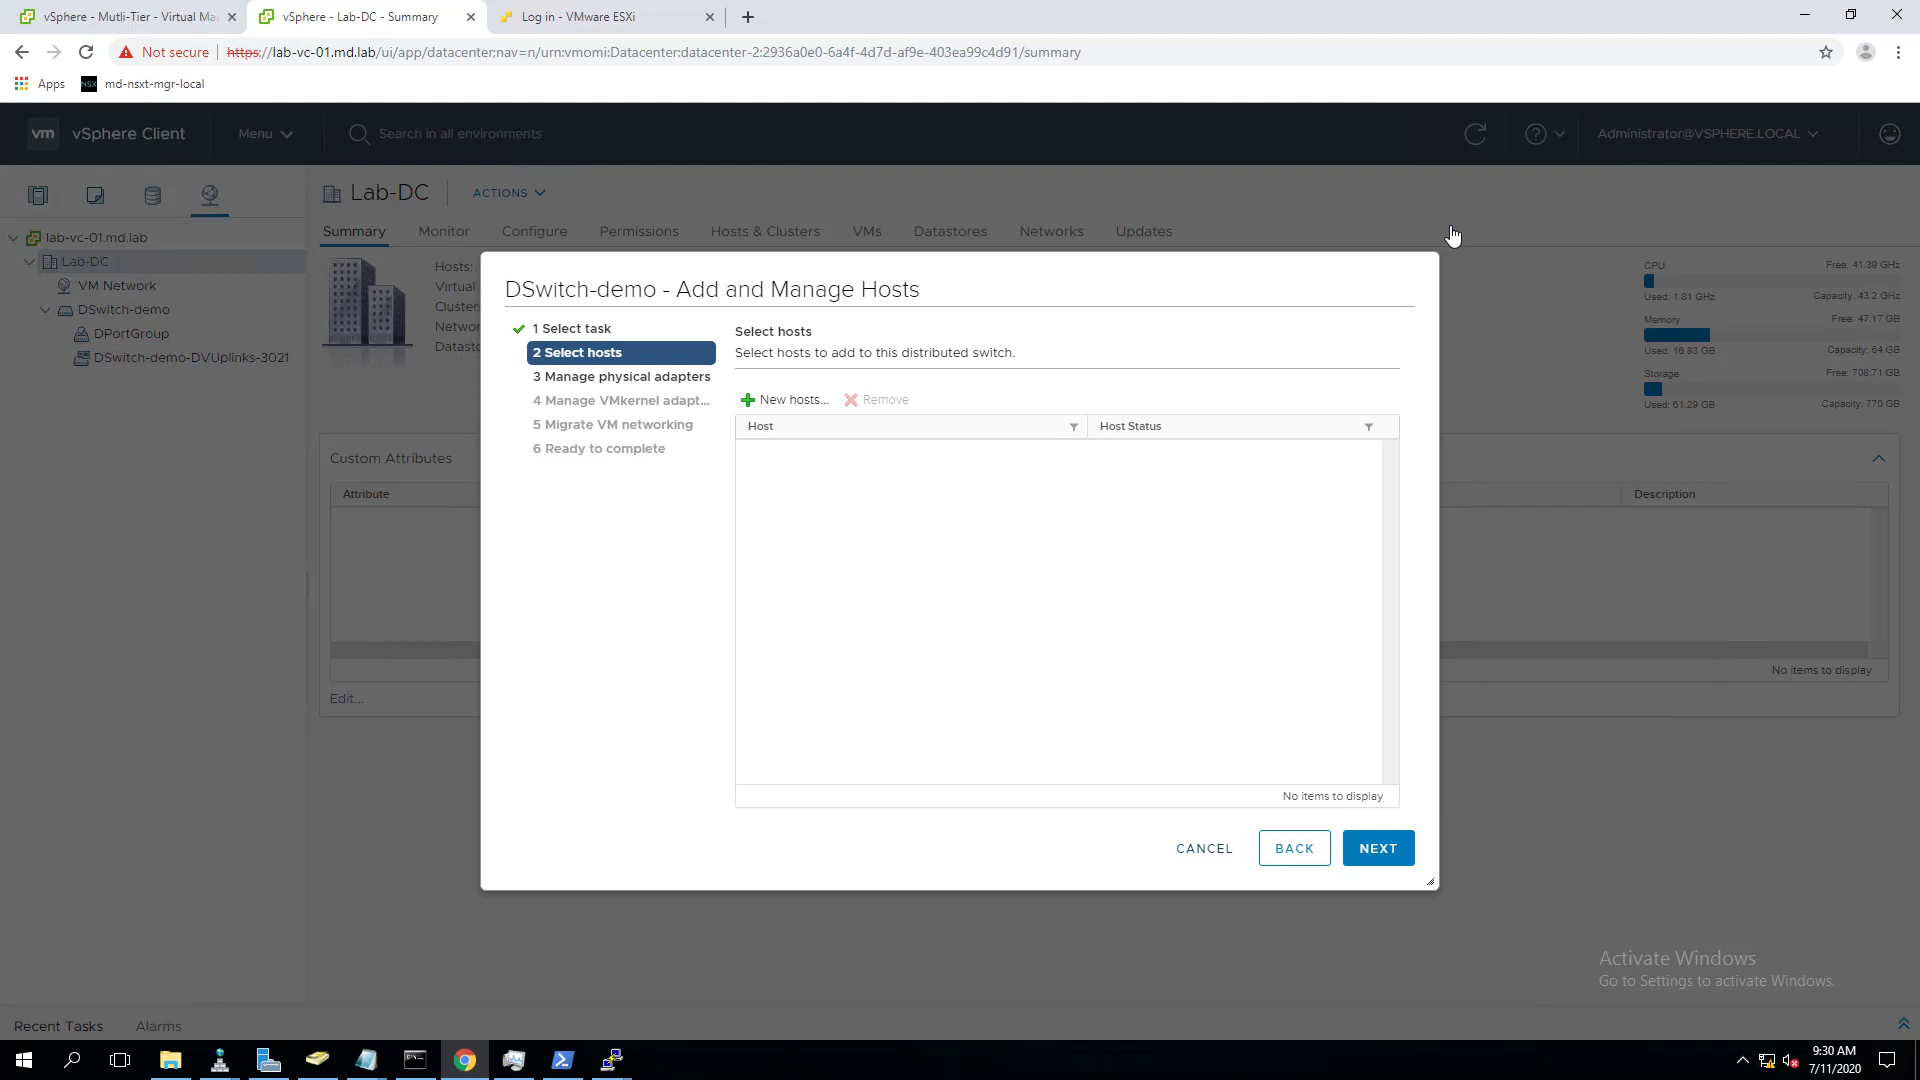 vSphere - Mutli-Tier - Virtual Ma
vSphere - Lab-DC - Summary
Log in - VMware ESXi
Not secure
https://lab-vc-01.md.lab/ui/app/datacenter;nav=n/urn:vmomi:Datacenter:datacenter-2:2936a0e0-6a4f-4d7d-af9e-403ea99c4d91/summary
Apps
NSX
md-nsxt-mgr-local
vm
vSphere Client
Menu
Search in all environments
Administrator@VSPHERE.LOCAL
Lab-DC
ACTIONS
lab-vc-01.md.lab
Lab-DC
VM Network
DSwitch-demo
DPortGroup
DSwitch-demo-DVUplinks-3021
Summary
Monitor
Configure
Permissions
Hosts & Clusters
VMs
Datastores
Networks
Updates
Hosts:
Virtual
Cluster
Networ
Datasto
CPU
Free: 41.39 GHz
Used: 1.81 GHz
Capacity: 43.2 GHz
Memory
Free: 47.17 GB
Used: 16.83 GB
Capacity: 64 GB
Storage
Free: 708.71 GB
Used: 61.29 GB
Capacity: 770 GB
Custom Attributes
Attribute
Edit...
Description
No items to display
DSwitch-demo - Add and Manage Hosts
1 Select task
2 Select hosts
3 Manage physical adapters
4 Manage VMkernel adapt...
5 Migrate VM networking
6 Ready to complete
Select hosts
Select hosts to add to this distributed switch.
New hosts...
Remove
Host
Host Status
No items to display
CANCEL
BACK
NEXT
Activate Windows
Go to Settings to activate Windows.
Recent Tasks
Alarms
9:30 AM
7/11/2020